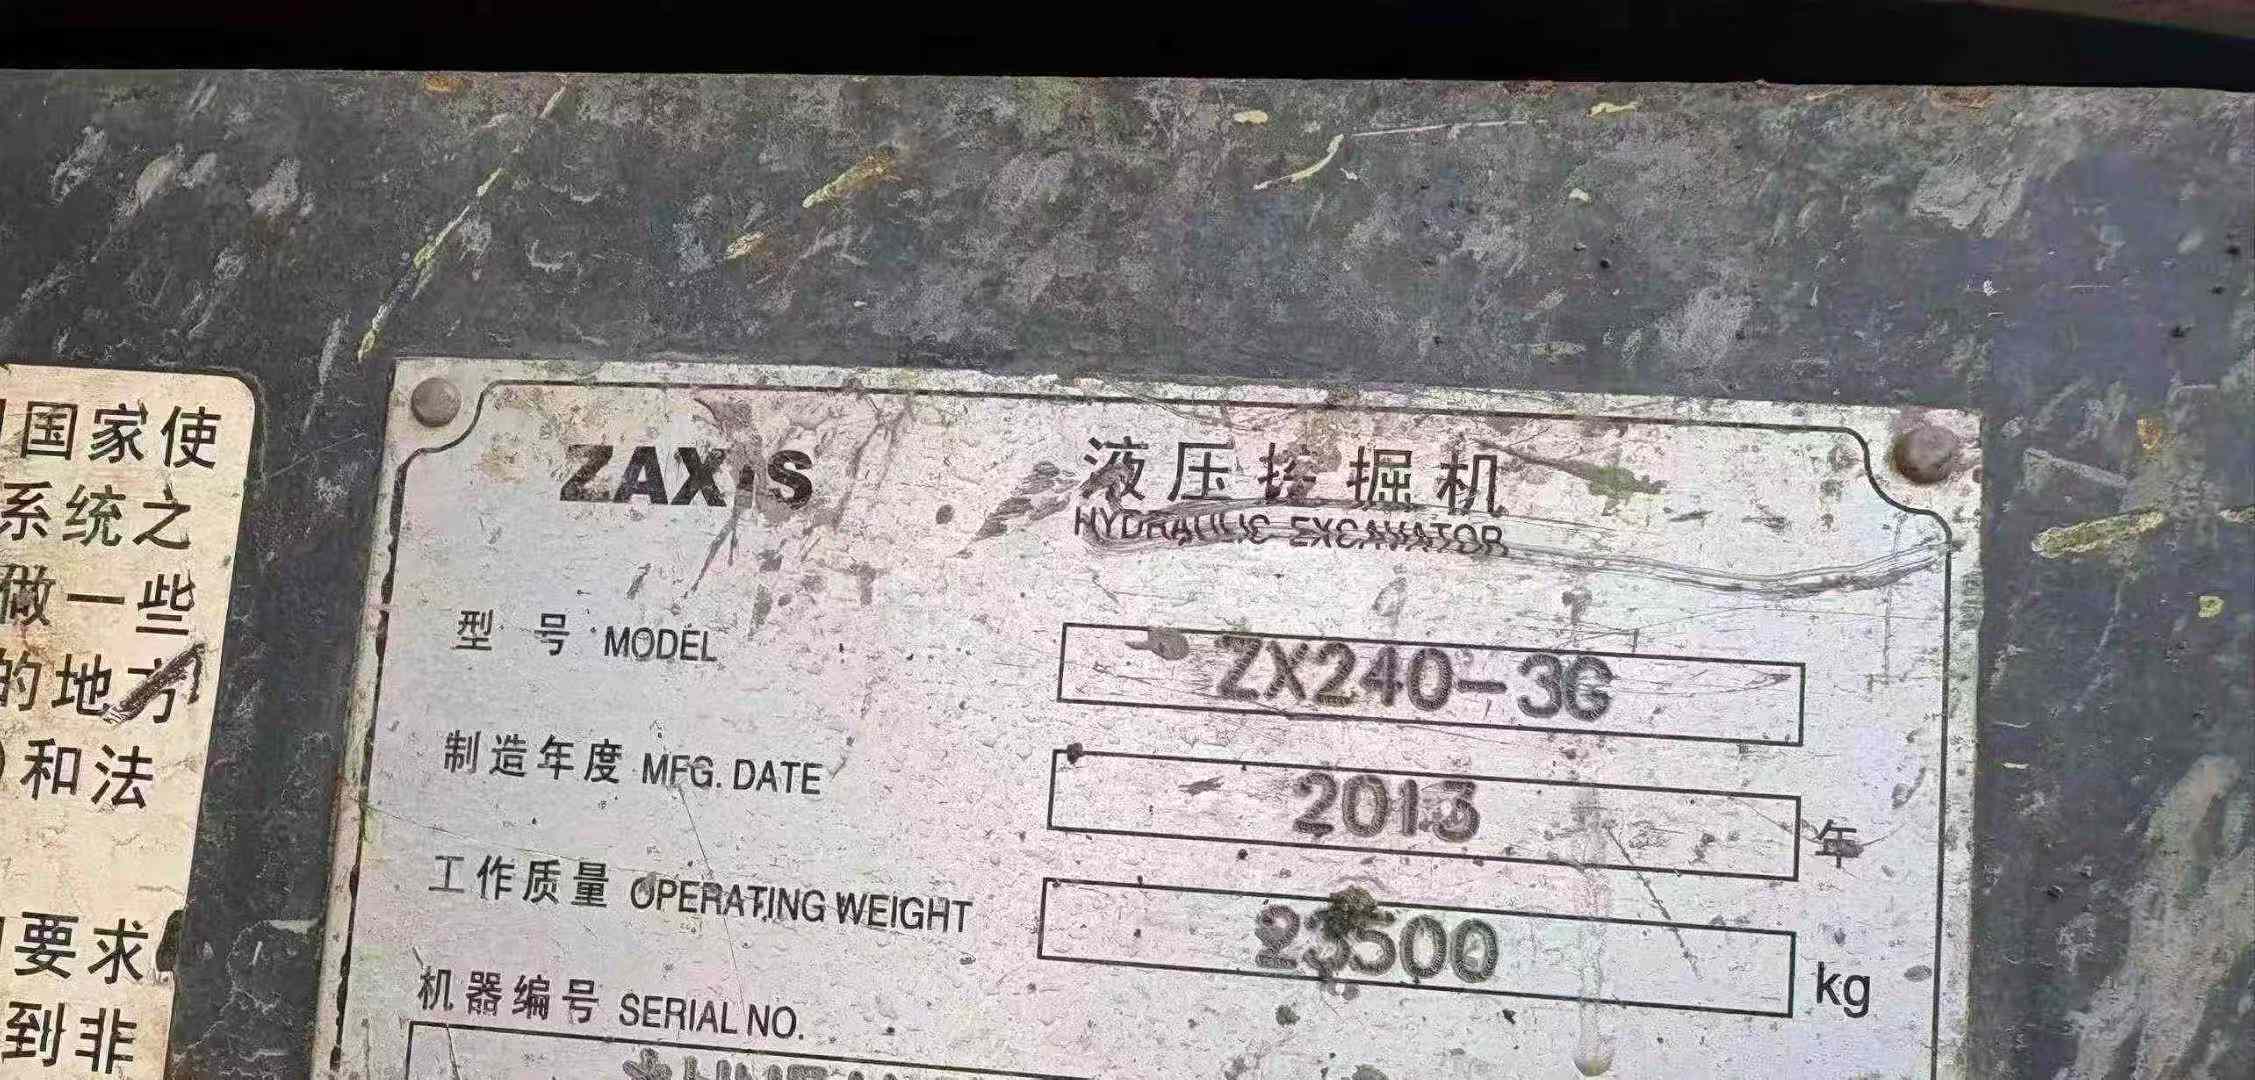 国家使
系统之
做一些
的地方
和法
要求
到非
ZAXIS 液压挖掘机
HYDRAULIC EXCAVATOR
型号 MODEL ZX240-3G
制造年度 MFG. DATE 2013 年
工作质量 OPERATING WEIGHT 23500 kg
机器编号 SERIAL NO.